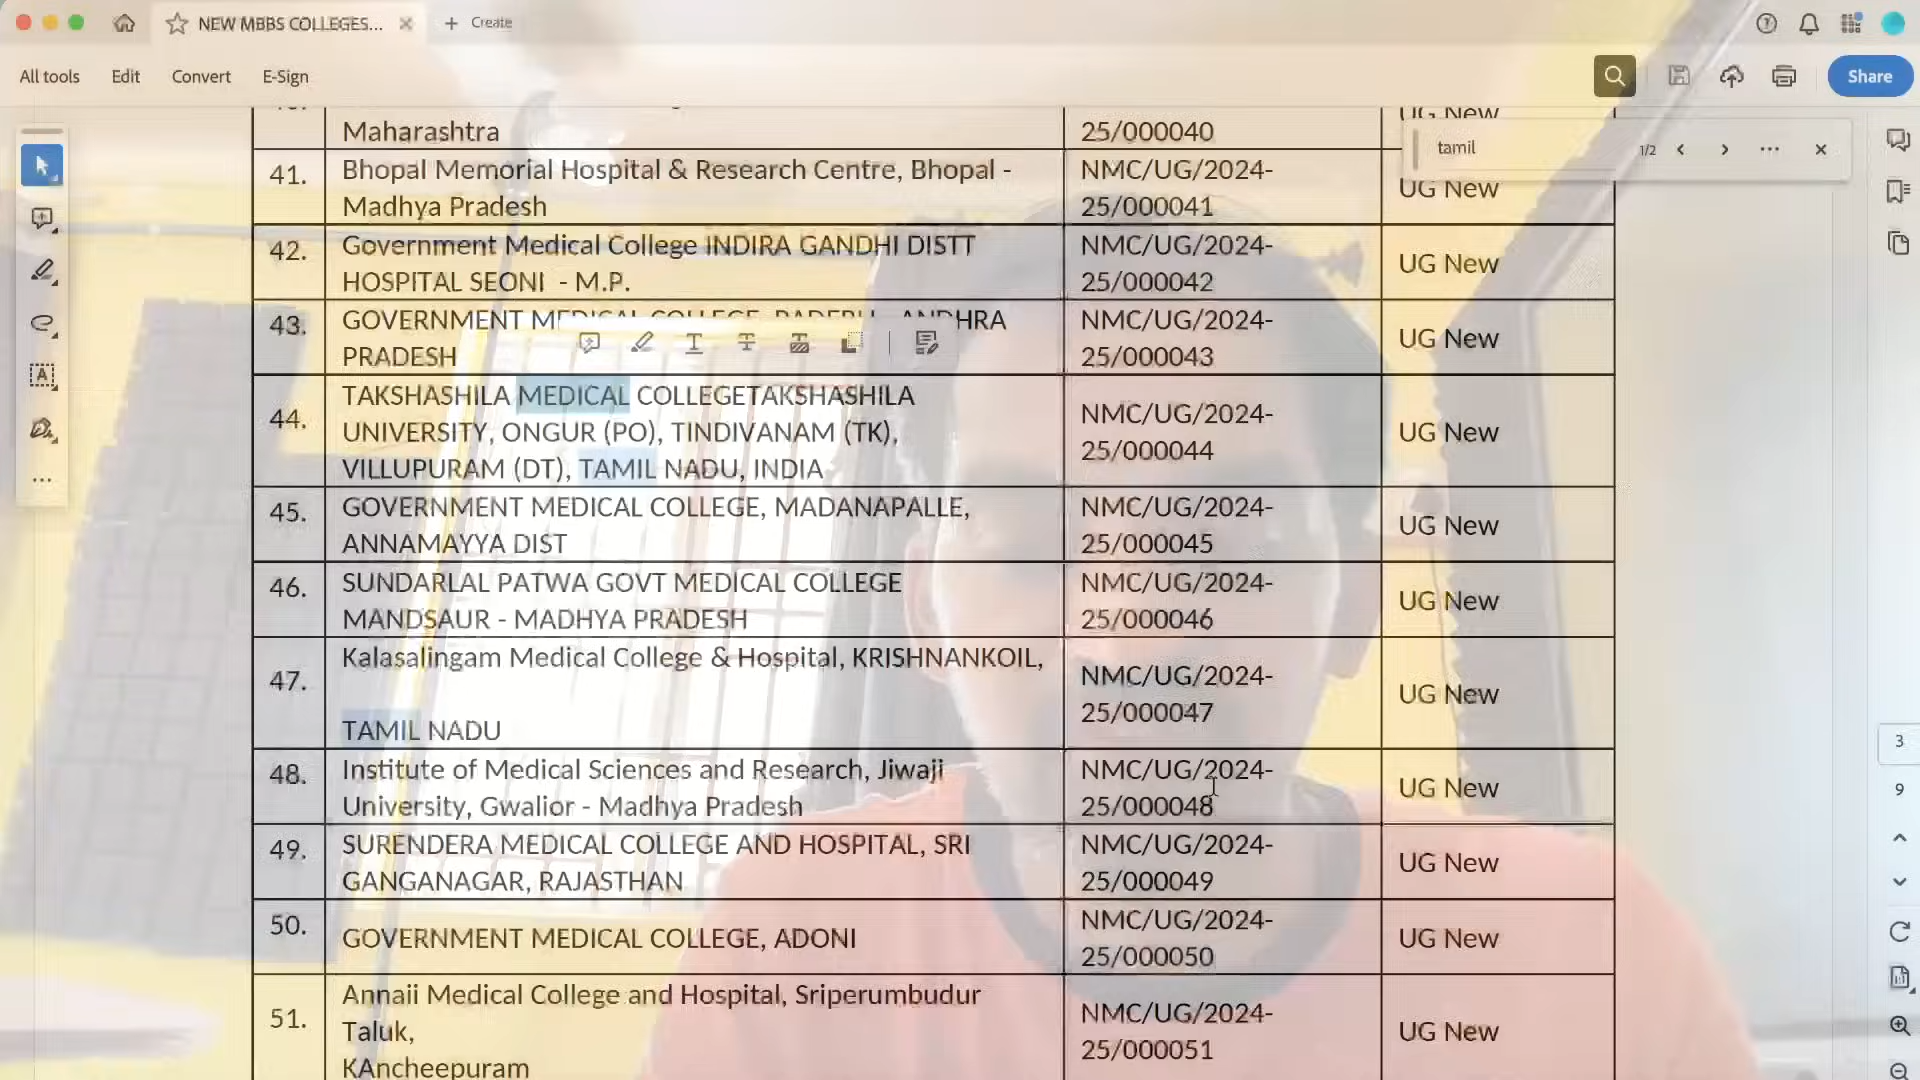 NEW MBBS COLLEGES...
Create
All tools
Edit
Convert
E-Sign
Share
tamil
1/2
Maharashtra
25/000040
UG New
41.
Bhopal Memorial Hospital & Research Centre, Bhopal -
Madhya Pradesh
NMC/UG/2024-
25/000041
UG New
42.
Government Medical College INDIRA GANDHI DISTT
HOSPITAL SEONI - M.P.
NMC/UG/2024-
25/000042
UG New
43.
GOVERNMENT MEDICAL COLLEGE, PADERU - ANDHRA
PRADESH
NMC/UG/2024-
25/000043
UG New
44.
TAKSHASHILA MEDICAL COLLEGETAKSHASHILA
UNIVERSITY, ONGUR (PO), TINDIVANAM (TK),
VILLUPURAM (DT), TAMIL NADU, INDIA
NMC/UG/2024-
25/000044
UG New
45.
GOVERNMENT MEDICAL COLLEGE, MADANAPALLE,
ANNAMAYYA DIST
NMC/UG/2024-
25/000045
UG New
46.
SUNDARLAL PATWA GOVT MEDICAL COLLEGE
MANDSAUR - MADHYA PRADESH
NMC/UG/2024-
25/000046
UG New
47.
Kalasalingam Medical College & Hospital, KRISHNANKOIL,
TAMIL NADU
NMC/UG/2024-
25/000047
UG New
48.
Institute of Medical Sciences and Research, Jiwaji
University, Gwalior - Madhya Pradesh
NMC/UG/2024-
25/000048
UG New
49.
SURENDERA MEDICAL COLLEGE AND HOSPITAL, SRI
GANGANAGAR, RAJASTHAN
NMC/UG/2024-
25/000049
UG New
50.
GOVERNMENT MEDICAL COLLEGE, ADONI
NMC/UG/2024-
25/000050
UG New
51.
Annaii Medical College and Hospital, Sriperumbudur
Taluk,
KAncheepuram
NMC/UG/2024-
25/000051
UG New
3
9